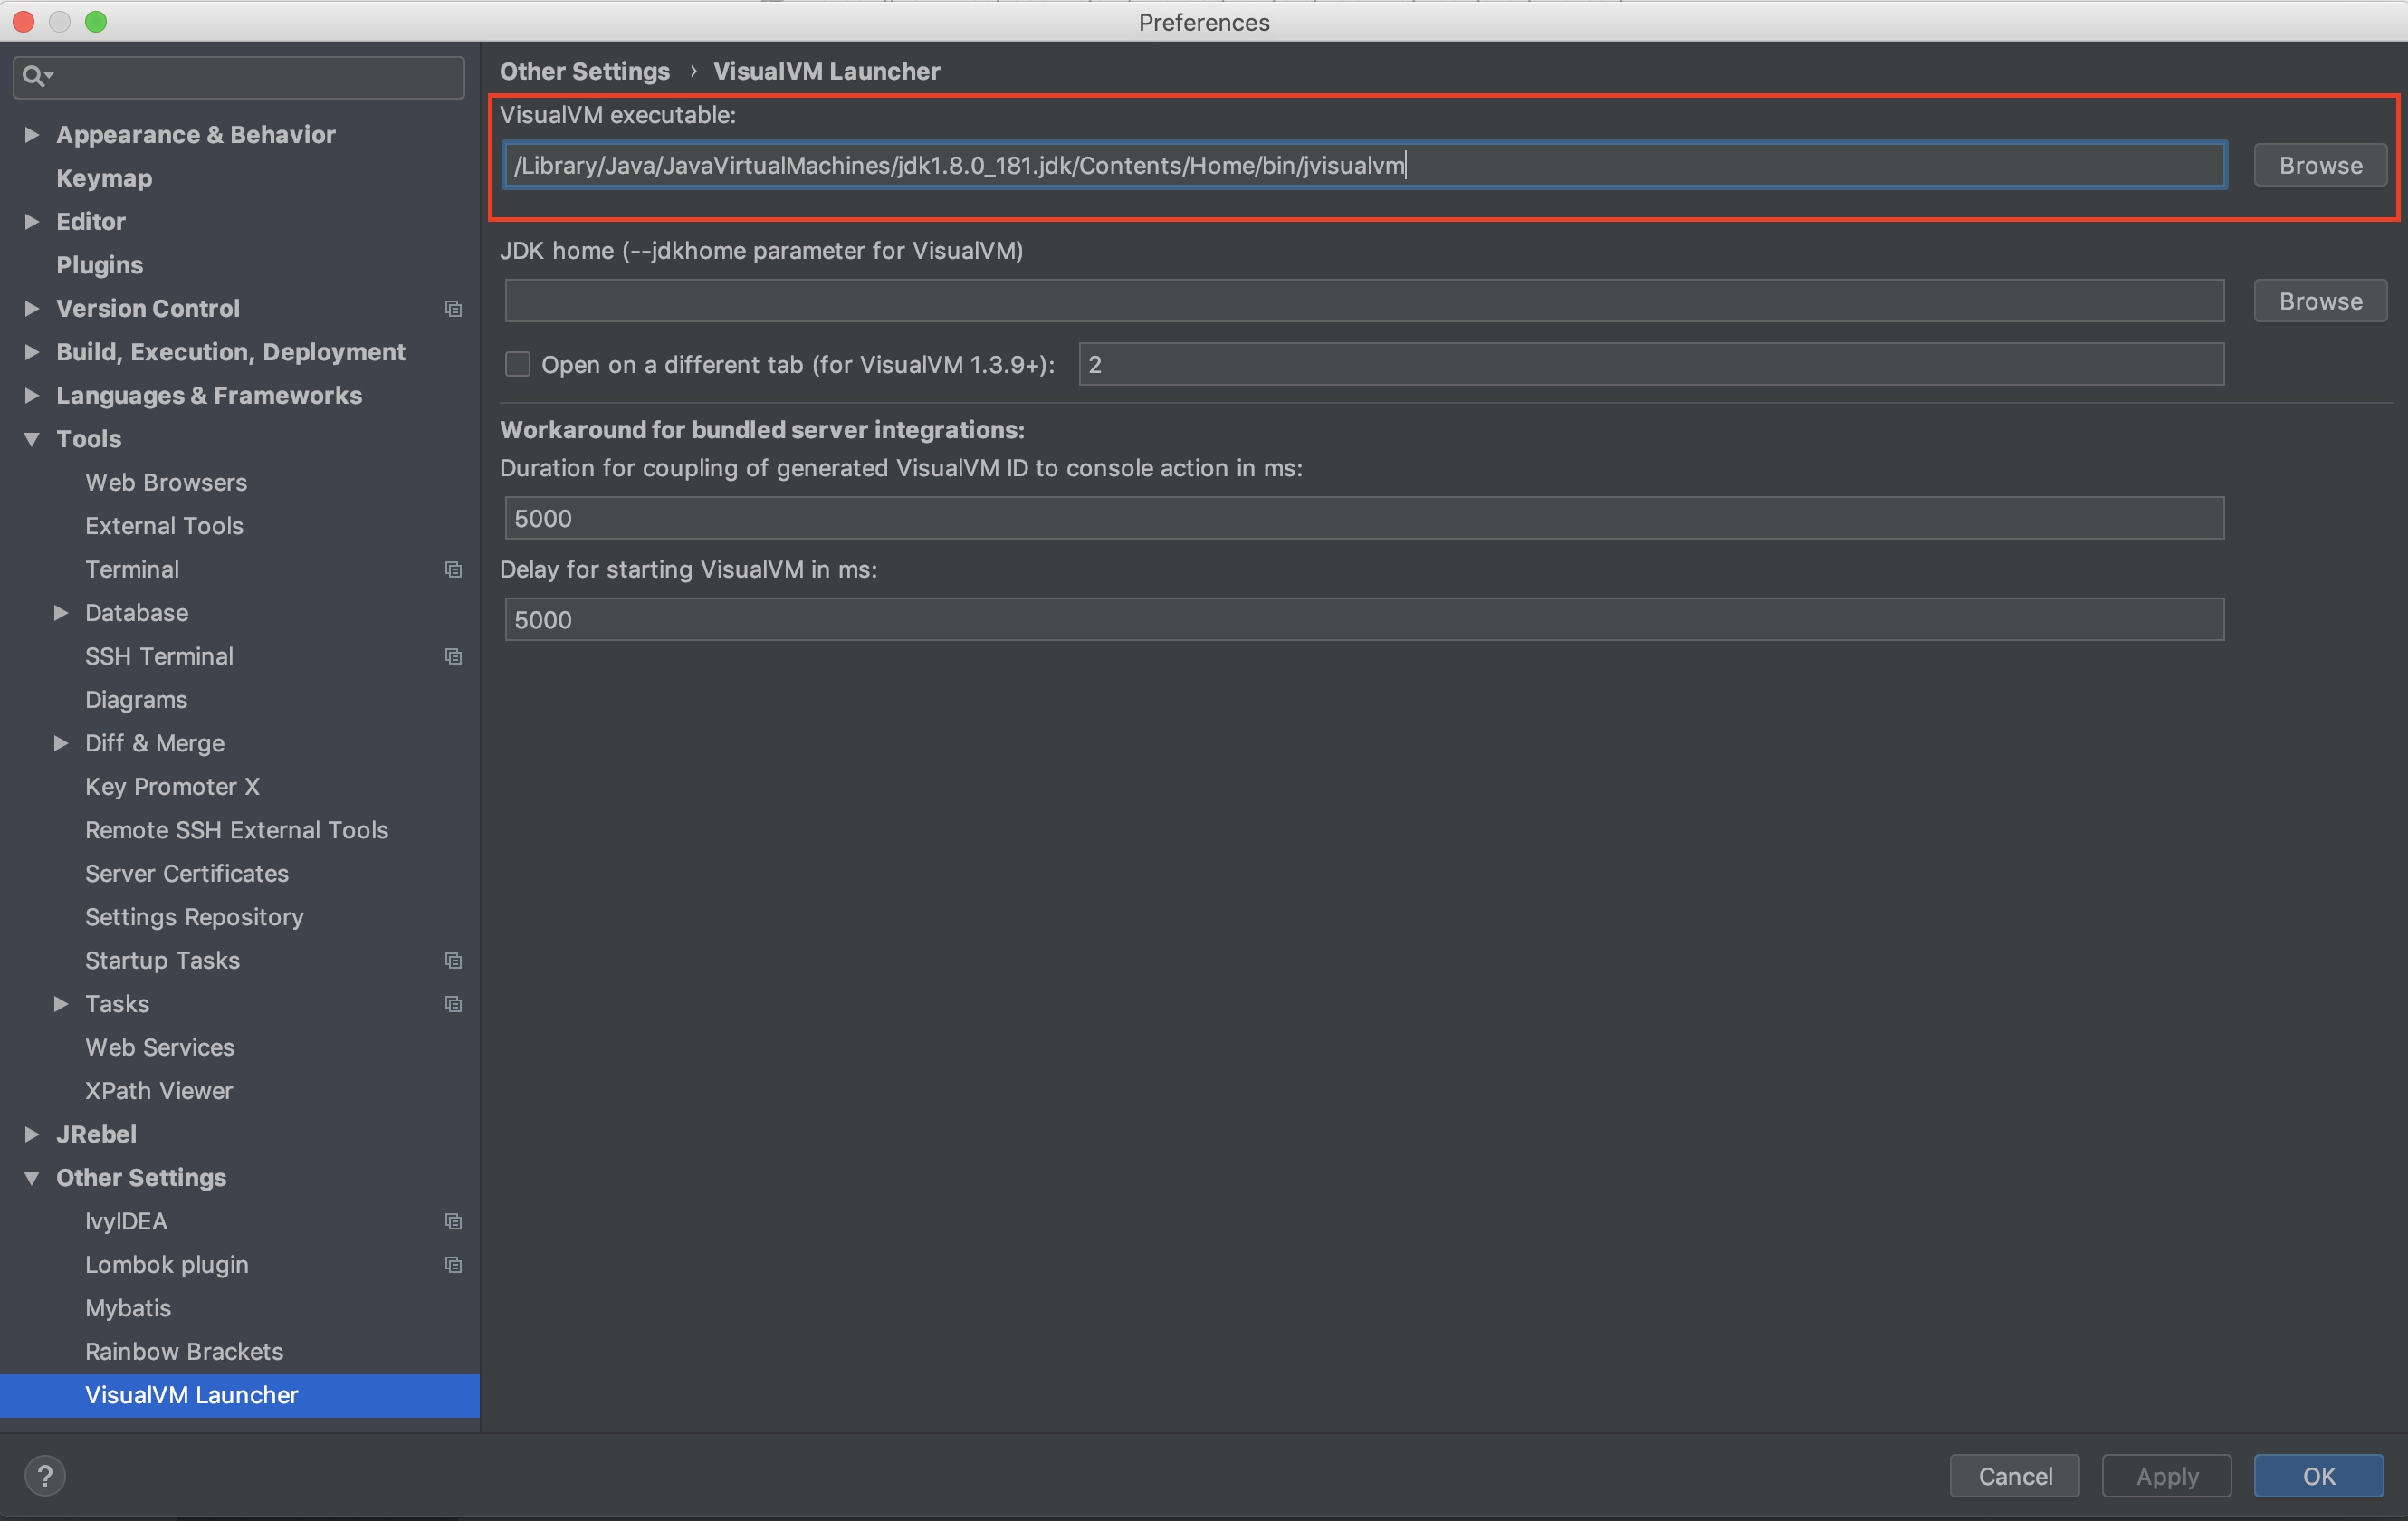 Preferences
Appearance & Behavior
Keymap
Editor
Plugins
Version Control
Build, Execution, Deployment
Languages & Frameworks
Tools
Web Browsers
External Tools
Terminal
Database
SSH Terminal
Diagrams
Diff & Merge
Key Promoter X
Remote SSH External Tools
Server Certificates
Settings Repository
Startup Tasks
Tasks
Web Services
XPath Viewer
JRebel
Other Settings
IvyIDEA
Lombok plugin
Mybatis
Rainbow Brackets
VisualVM Launcher
Other Settings › VisualVM Launcher
VisualVM executable:
/Library/Java/JavaVirtualMachines/jdk1.8.0_181.jdk/Contents/Home/bin/jvisualvm
Browse
JDK home (--jdkhome parameter for VisualVM)
Browse
Open on a different tab (for VisualVM 1.3.9+): 2
Workaround for bundled server integrations:
Duration for coupling of generated VisualVM ID to console action in ms:
5000
Delay for starting VisualVM in ms:
5000
? Cancel Apply OK